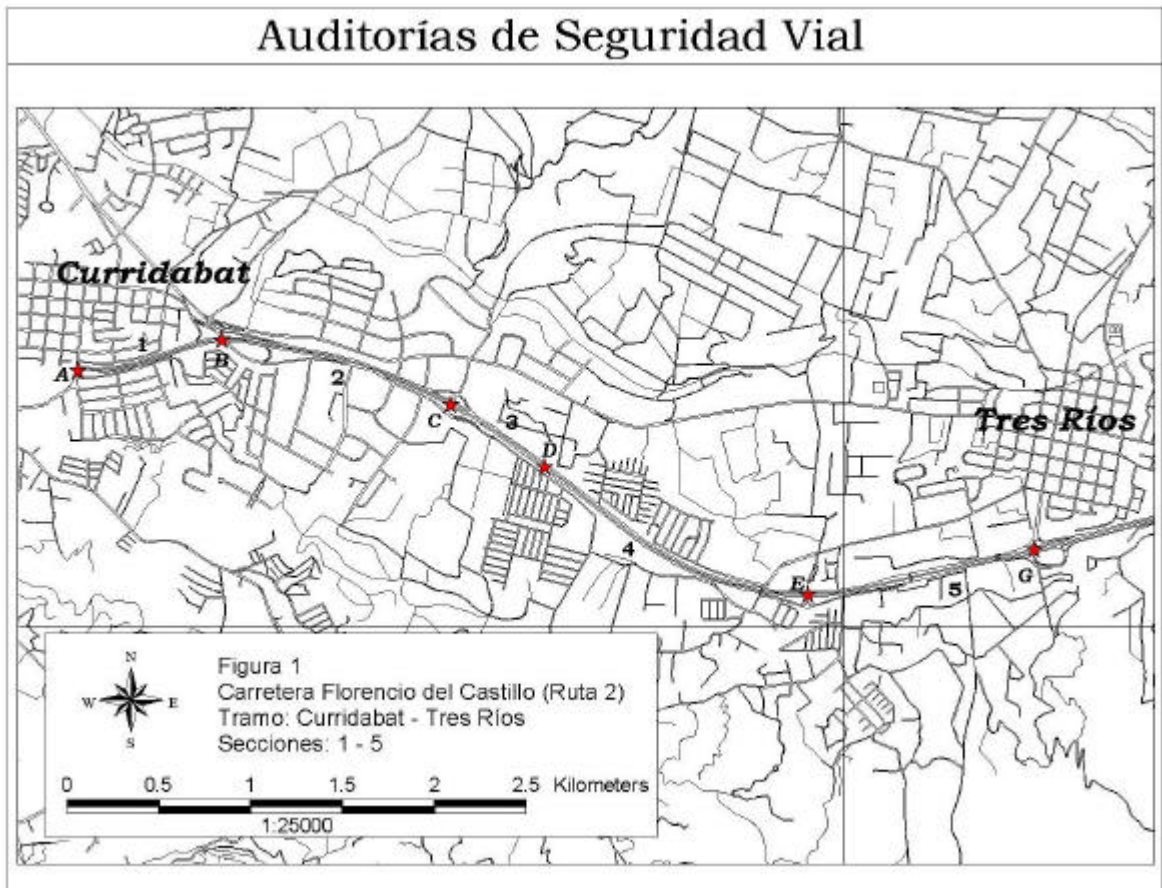 Auditorías de Seguridad Vial
Curridabat
1
A
B
2
C
3
D
Tres Ríos
4
E
G
5
N
W E
S
Figura 1
Carretera Florencio del Castillo (Ruta 2)
Tramo: Curridabat - Tres Ríos
Secciones: 1 - 5
0 0.5 1 1.5 2 2.5 Kilometers
1:25000